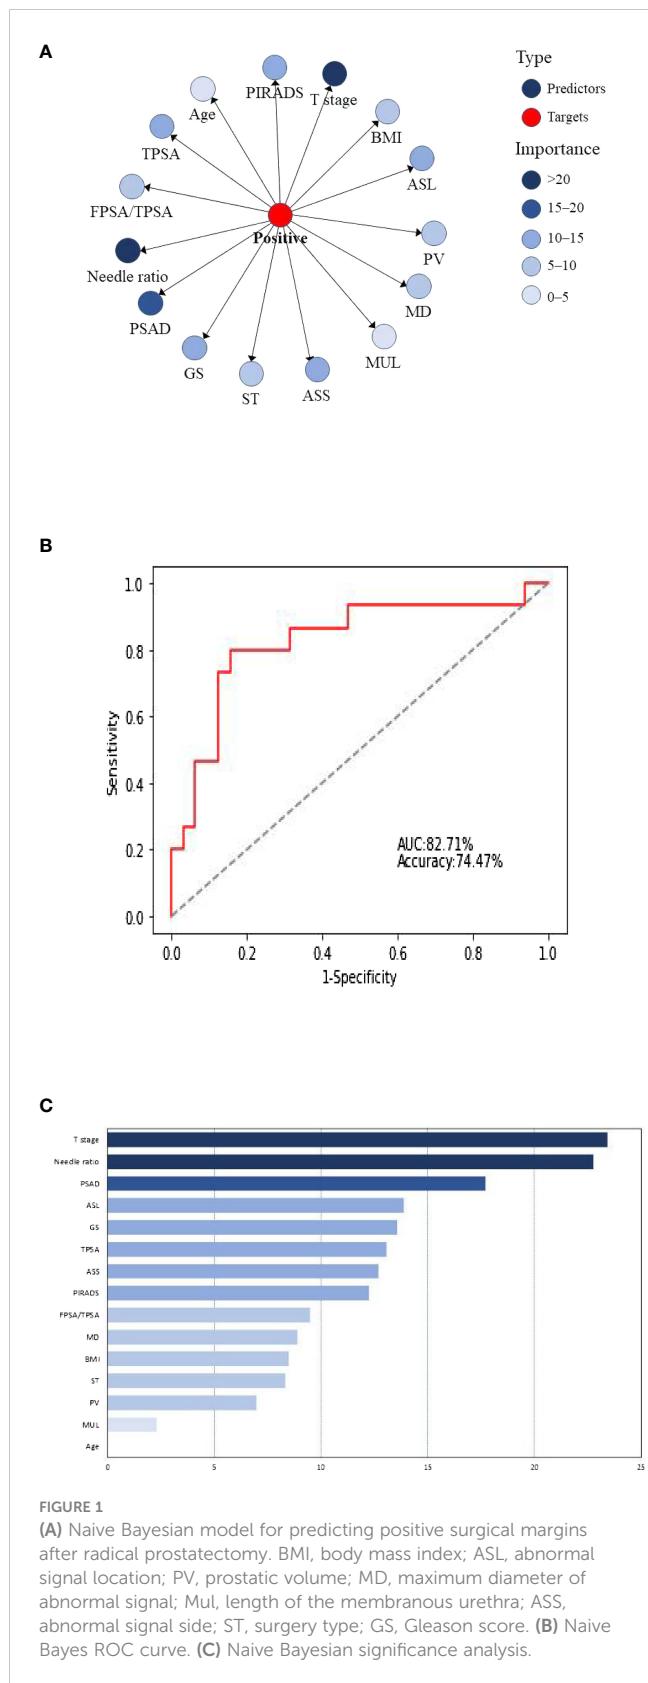 A
Type
Predictors
Targets
Importance
>20
15–20
10–15
5–10
0–5
PIRADS
T stage
Age
BMI
TPSA
ASL
FPSA/TPSA
Positive
PV
Needle ratio
MD
PSAD
MUL
GS
ST
ASS
B
1.0
0.8
0.6
0.4
0.2
0.0
Sensitivity
AUC:82.71%
Accuracy:74.47%
0.0 0.2 0.4 0.6 0.8 1.0
1-Specificity
C
T stage
Needle ratio
PSAD
ASL
GS
TPSA
ASS
PIRADS
FPSA/TPSA
MD
BMI
ST
PV
MUL
Age
0 5 10 15 20 25
FIGURE 1
(A) Naive Bayesian model for predicting positive surgical margins
after radical prostatectomy. BMI, body mass index; ASL, abnormal
signal location; PV, prostatic volume; MD, maximum diameter of
abnormal signal; Mul, length of the membranous urethra; ASS,
abnormal signal side; ST, surgery type; GS, Gleason score. (B) Naive
Bayes ROC curve. (C) Naive Bayesian significance analysis.